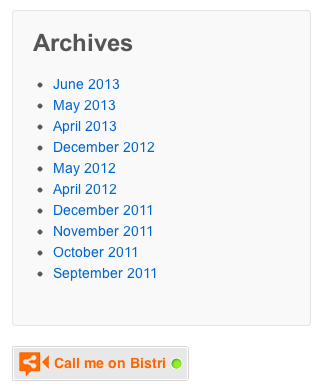 Archives
June 2013
May 2013
April 2013
December 2012
May 2012
April 2012
December 2011
November 2011
October 2011
September 2011
Call me on Bistri